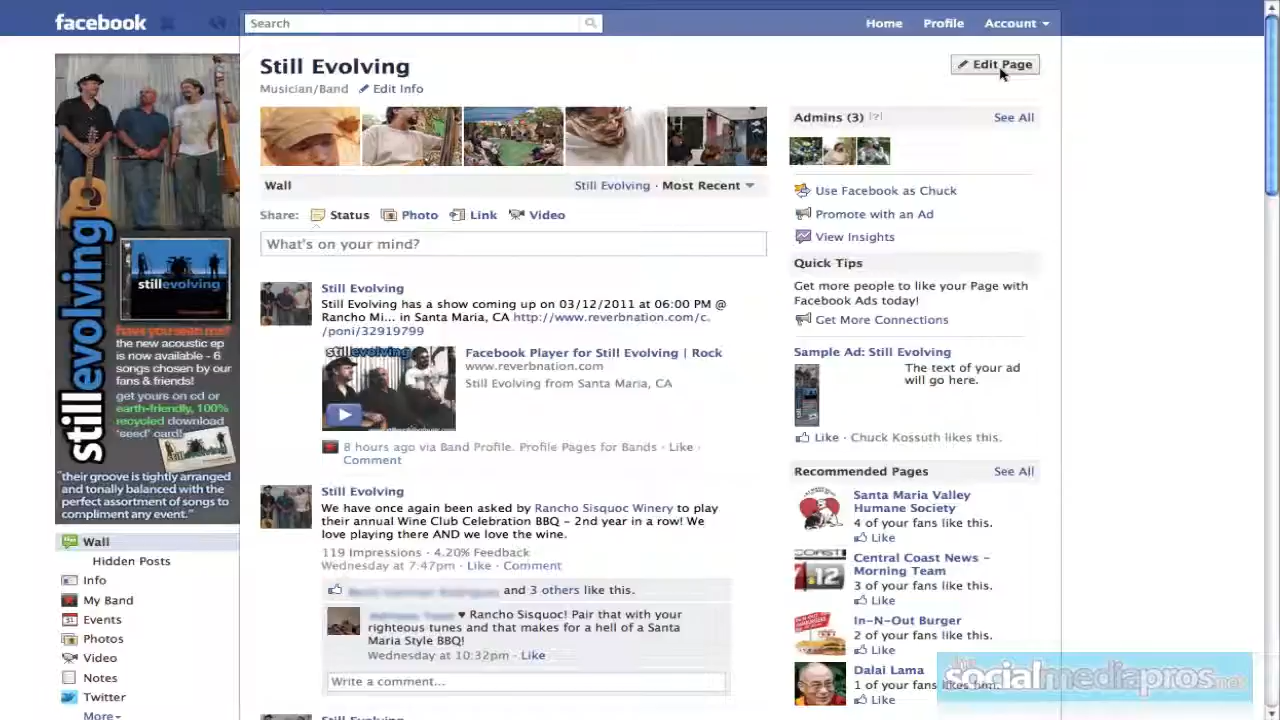 facebook
Search
Home
Profile
Account
Still Evolving
Edit Page
Musician/Band
Edit Info
Admins (3) [?]
See All
Wall
Still Evolving · Most Recent
Share:
Status
Photo
Link
Video
What's on your mind?
Use Facebook as Chuck
Promote with an Ad
View Insights
Quick Tips
Get more people to like your Page with
Facebook Ads today!
Get More Connections
Sample Ad: Still Evolving
The text of your ad
will go here.
Like · Chuck Kossuth likes this.
Recommended Pages
See All
Santa Maria Valley
Humane Society
4 of your fans like this.
Like
Central Coast News -
Morning Team
3 of your fans like this.
Like
In-N-Out Burger
2 of your fans like this.
Like
Dalai Lama
1 of your fans likes him.
Like
Still Evolving
Still Evolving has a show coming up on 03/12/2011 at 06:00 PM @
Rancho Mi... in Santa Maria, CA http://www.reverbnation.com/c.
/poni/32919799
stillevolving
Facebook Player for Still Evolving | Rock
www.reverbnation.com
Still Evolving from Santa Maria, CA
8 hours ago via Band Profile. Profile Pages for Bands · Like ·
Comment
Still Evolving
We have once again been asked by Rancho Sisquoc Winery to play
their annual Wine Club Celebration BBQ – 2nd year in a row! We
love playing there AND we love the wine.
119 Impressions · 4.20% Feedback
Wednesday at 7:47pm · Like · Comment
and 3 others like this.
♥ Rancho Sisquoc! Pair that with your
righteous tunes and that makes for a hell of a Santa
Maria Style BBQ!
Wednesday at 10:32pm · Like
Write a comment...
Still Evolving
stillevolving
stillevolving
have you seen me?
the new acoustic ep
is now available - 6
songs chosen by our
fans & friends!
get yours on cd or
earth-friendly, 100%
recycled download
'seed' card!
"their groove is tightly arranged
and tonally balanced with the
perfect assortment of songs to
compliment any event."
Wall
Hidden Posts
Info
My Band
Events
Photos
Video
Notes
Twitter
More
socialmediapros.net